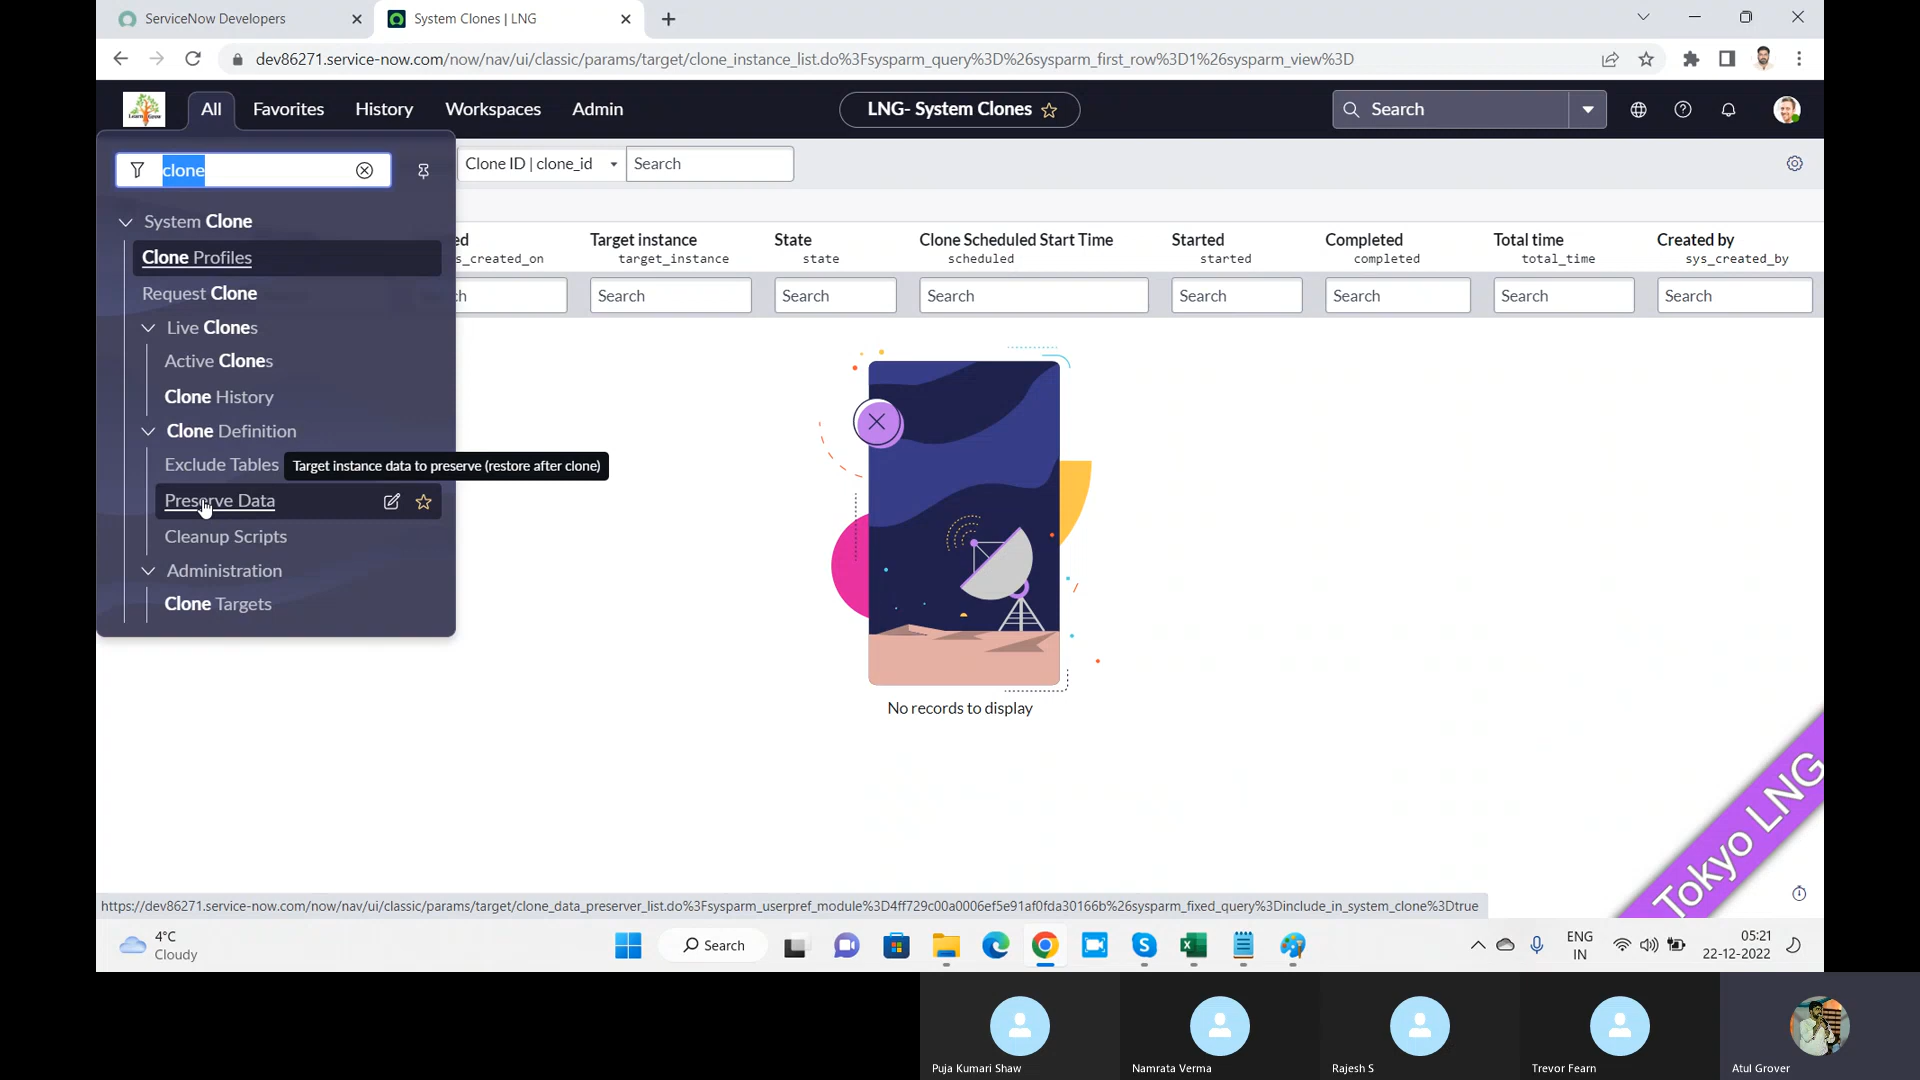 ServiceNow Developers
System Clones | LNG
dev86271.service-now.com/now/nav/ui/classic/params/target/clone_instance_list.do%3Fsysparm_query%3D%26sysparm_first_row%3D1%26sysparm_view%3D
All
Favorites
History
Workspaces
Admin
LNG- System Clones
Search
clone
Clone ID | clone_id
Search
System Clone
Clone Profiles
Request Clone
Live Clones
Active Clones
Clone History
Clone Definition
Exclude Tables
Target instance data to preserve (restore after clone)
Preserve Data
Cleanup Scripts
Administration
Clone Targets
ed
s_created_on
Target instance
target_instance
State
state
Clone Scheduled Start Time
scheduled
Started
started
Completed
completed
Total time
total_time
Created by
sys_created_by
ch
Search
Search
Search
Search
Search
Search
Search
No records to display
Tokyo LNG
https://dev86271.service-now.com/now/nav/ui/classic/params/target/clone_data_preserver_list.do%3Fsysparm_userpref_module%3D4ff729c00a0006ef5e91af0fda30166b%26sysparm_fixed_query%3Dinclude_in_system_clone%3Dtrue
4°C
Cloudy
Search
ENG
IN
05:21
22-12-2022
Puja Kumari Shaw
Namrata Verma
Rajesh S
Trevor Fearn
Atul Grover